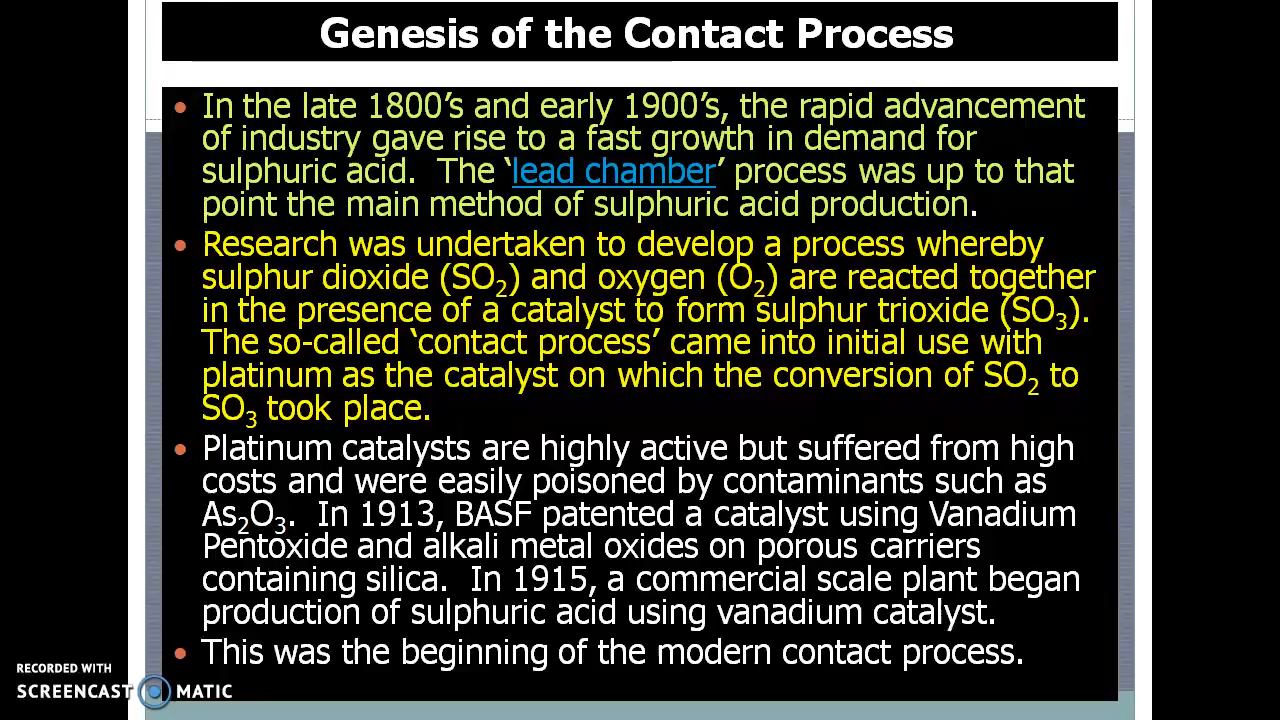 Genesis of the Contact Process
• In the late 1800’s and early 1900’s, the rapid advancement
of industry gave rise to a fast growth in demand for
sulphuric acid.  The ‘lead chamber’ process was up to that
point the main method of sulphuric acid production.
• Research was undertaken to develop a process whereby
sulphur dioxide (SO₂) and oxygen (O₂) are reacted together
in the presence of a catalyst to form sulphur trioxide (SO₃).
The so-called ‘contact process’ came into initial use with
platinum as the catalyst on which the conversion of SO₂ to
SO₃ took place.
• Platinum catalysts are highly active but suffered from high
costs and were easily poisoned by contaminants such as
As₂O₃.  In 1913, BASF patented a catalyst using Vanadium
Pentoxide and alkali metal oxides on porous carriers
containing silica.  In 1915, a commercial scale plant began
production of sulphuric acid using vanadium catalyst.
• This was the beginning of the modern contact process.
RECORDED WITH
SCREENCAST MATIC